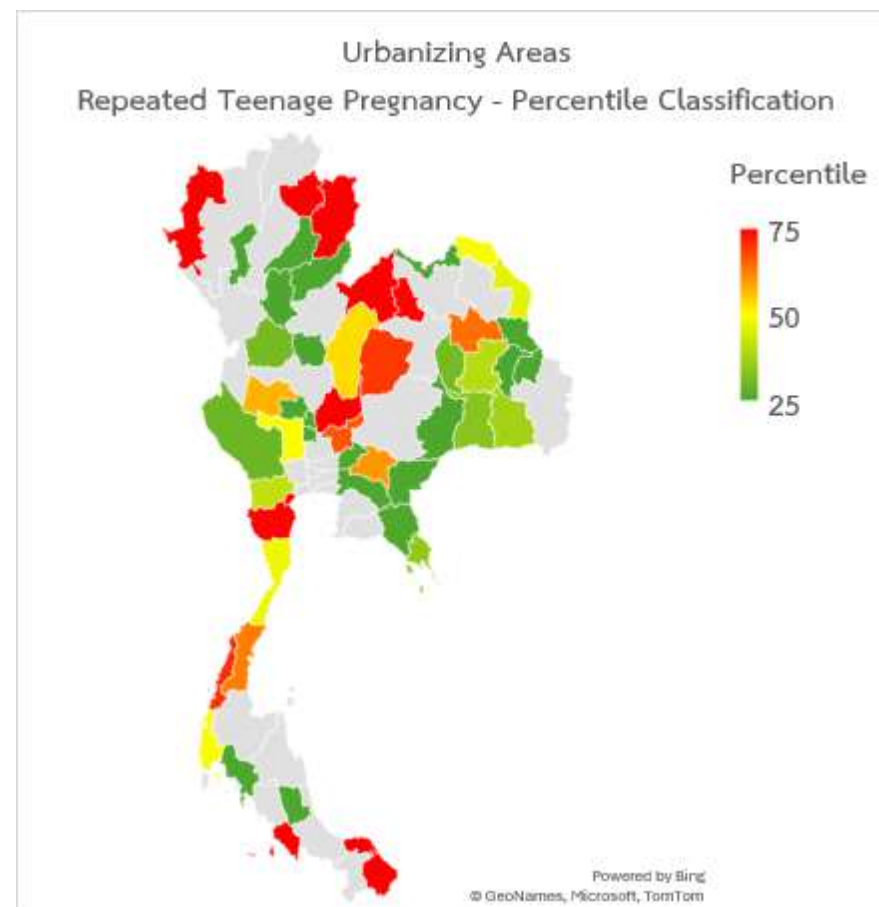 Urbanizing Areas
Repeated Teenage Pregnancy - Percentile Classification
Percentile
75
50
25
Powered by Bing
© GeoNames, Microsoft, TomTom